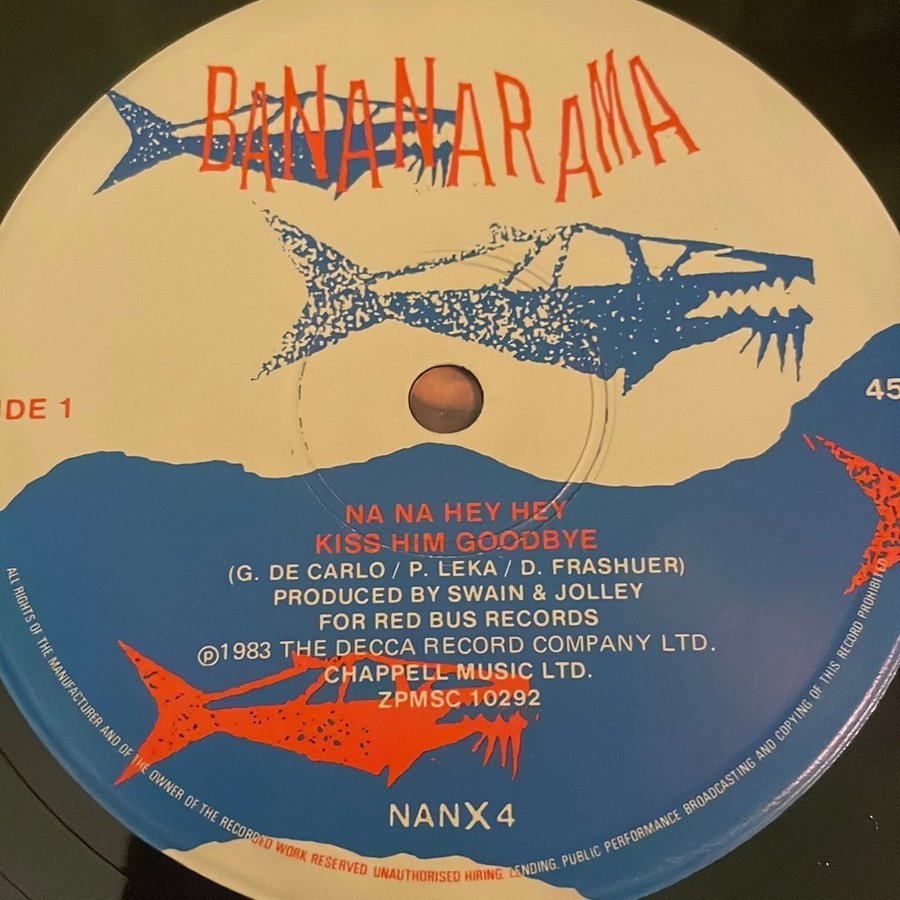 BANANARAMA
IDE 1
45
NA NA HEY HEY
KISS HIM GOODBYE
(G. DE CARLO / P. LEKA / D. FRASHUER)
PRODUCED BY SWAIN & JOLLEY
FOR RED BUS RECORDS
℗1983 THE DECCA RECORD COMPANY LTD.
CHAPPELL MUSIC LTD.
ZPMSC 10292
NANX4
ALL RIGHTS OF THE MANUFACTURER AND OF THE OWNER OF THE RECORDED WORK RESERVED. UNAUTHORISED HIRING. LENDING. PUBLIC PERFORMANCE BROADCASTING AND COPYING OF THIS RECORD PROHIBITED